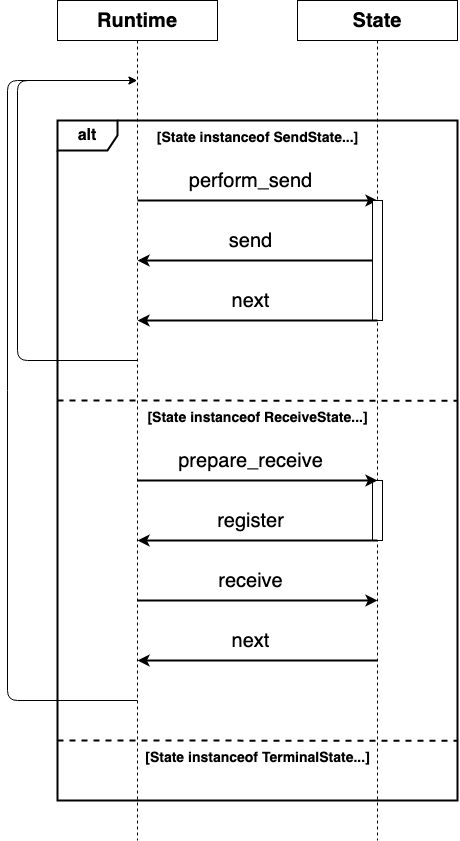 Runtime
State
alt
[State instanceof SendState...]
perform_send
send
next
[State instanceof ReceiveState...]
prepare_receive
register
receive
next
[State instanceof TerminalState...]